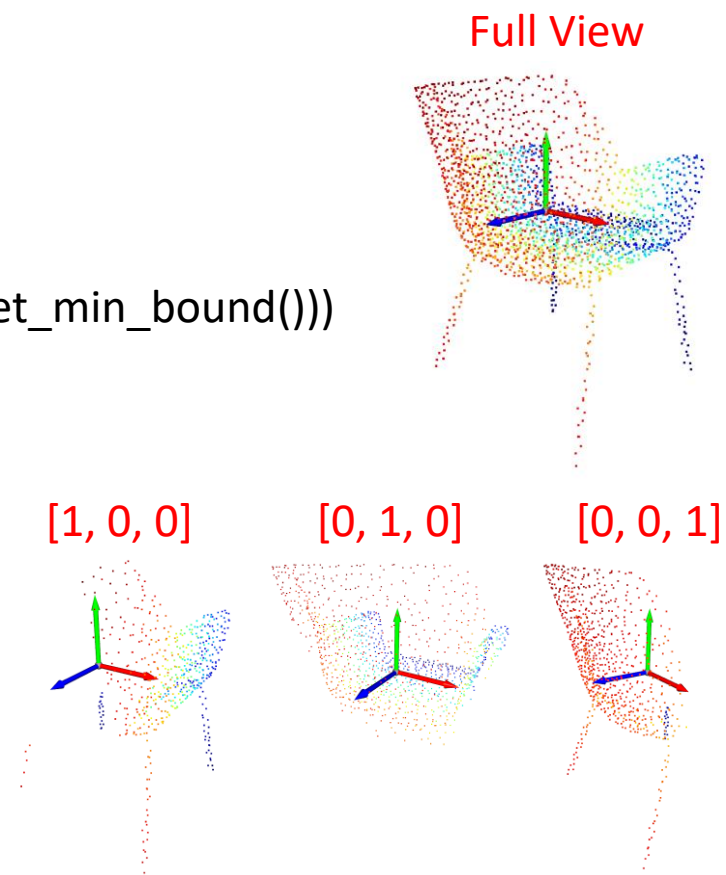 Full View
et_min_bound()))
[1, 0, 0]
[0, 1, 0]
[0, 0, 1]